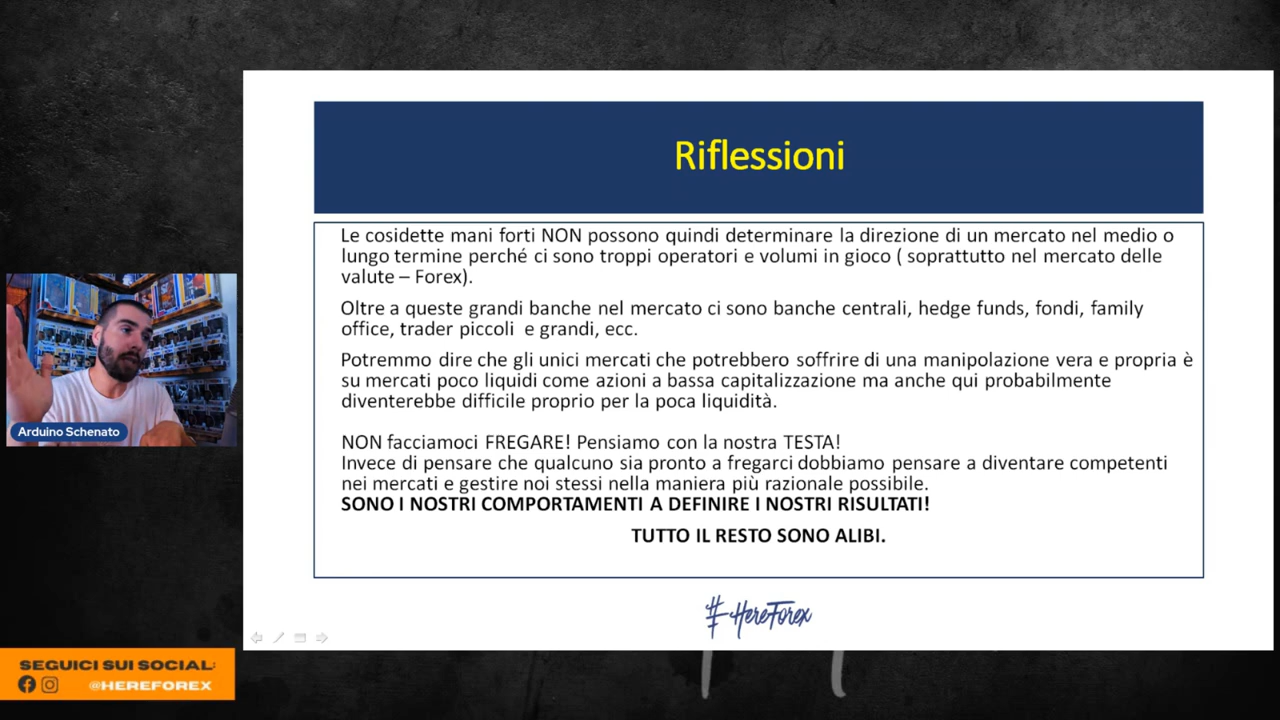 Riflessioni
Le cosidette mani forti NON possono quindi determinare la direzione di un mercato nel medio o
lungo termine perché ci sono troppi operatori e volumi in gioco ( soprattutto nel mercato delle
valute – Forex).
Oltre a queste grandi banche nel mercato ci sono banche centrali, hedge funds, fondi, family
office, trader piccoli e grandi, ecc.
Potremmo dire che gli unici mercati che potrebbero soffrire di una manipolazione vera e propria è
su mercati poco liquidi come azioni a bassa capitalizzazione ma anche qui probabilmente
diventerebbe difficile proprio per la poca liquidità.
NON facciamoci FREGARE! Pensiamo con la nostra TESTA!
Invece di pensare che qualcuno sia pronto a fregarci dobbiamo pensare a diventare competenti
nei mercati e gestire noi stessi nella maniera più razionale possibile.
SONO I NOSTRI COMPORTAMENTI A DEFINIRE I NOSTRI RISULTATI!
TUTTO IL RESTO SONO ALIBI.
#HereForex
Arduino Schenato
SEGUICI SUI SOCIAL:
@HEREFOREX